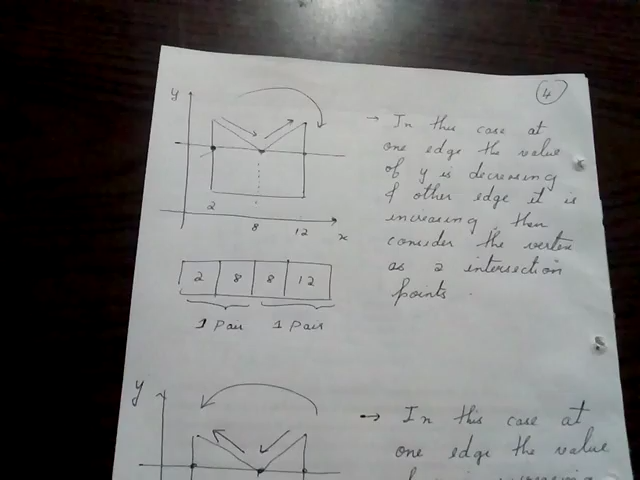 4
y
→ In this case at
one edge the value
of y is decreasing
& other edge it is
increasing, then
consider the vertex
as 2 intersection
points.
2
8
12
x
2 8 8 12
1 Pair 1 Pair
y
→ In this case at
one edge the value